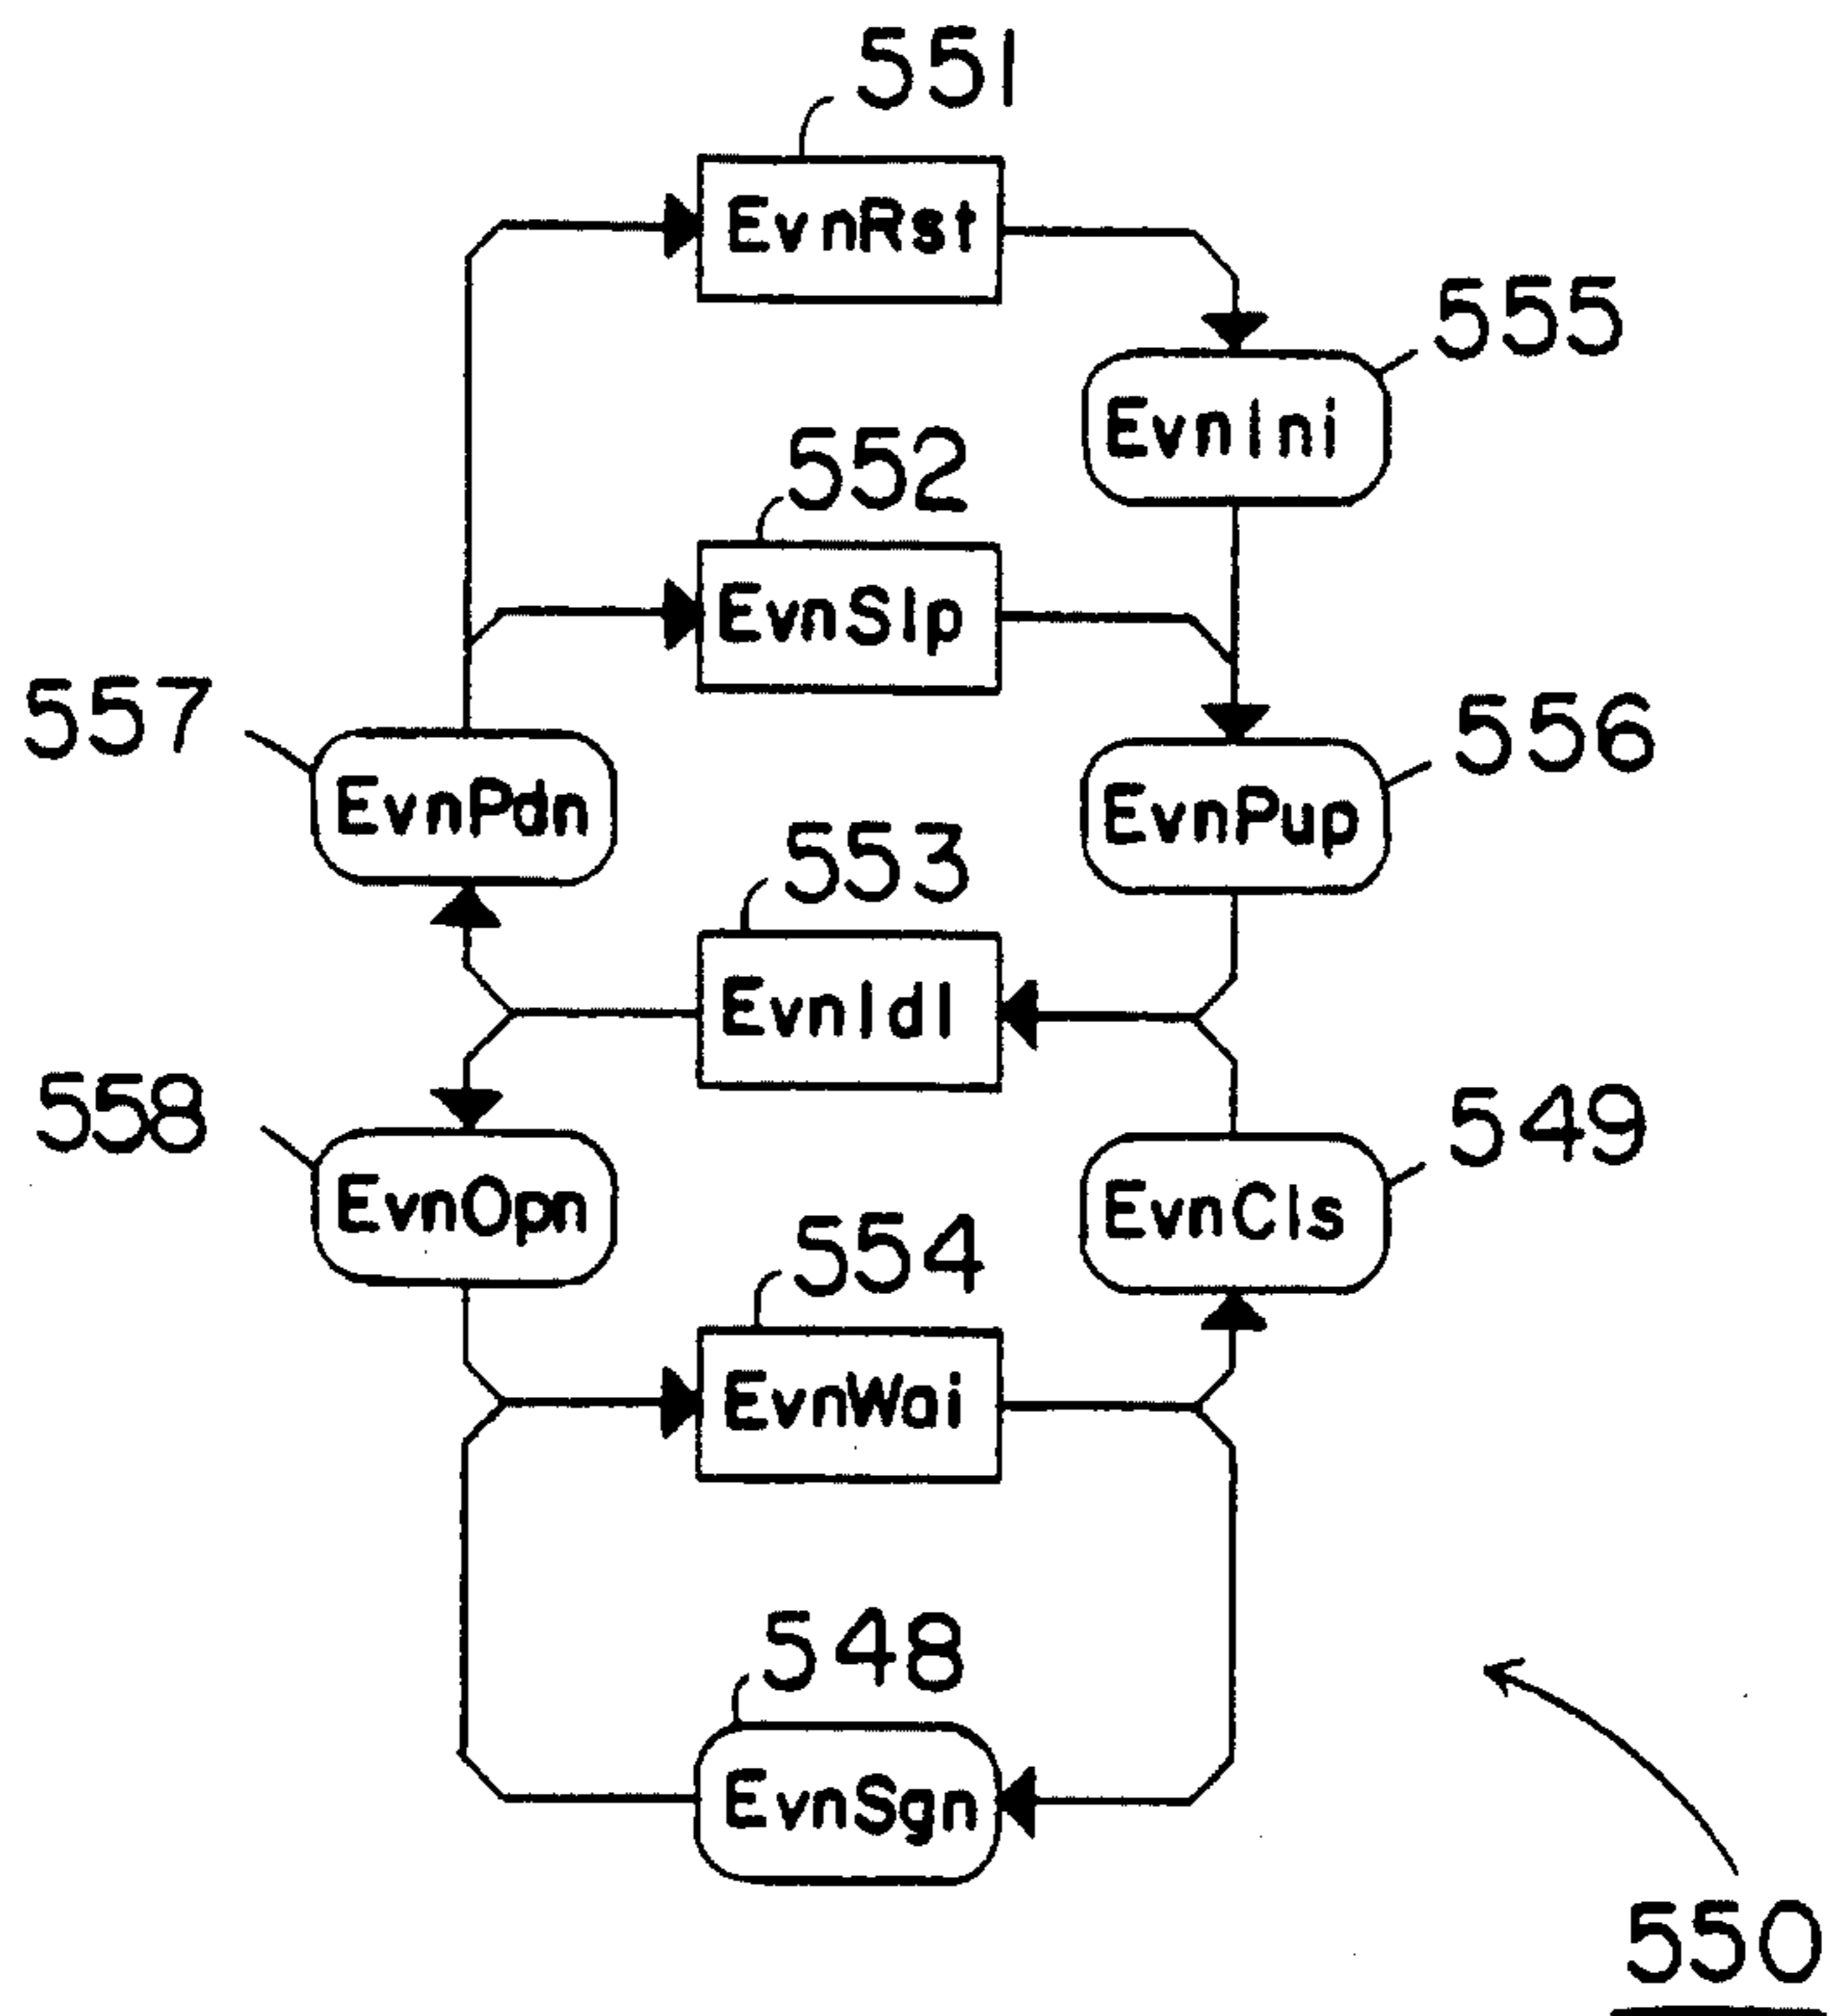 551
EvnRst
555
EvnIni
552
EvnSlp
557
EvnPdn
556
EvnPup
553
EvnIdl
558
EvnOpn
549
EvnCls
554
EvnWai
548
EvnSgn
550